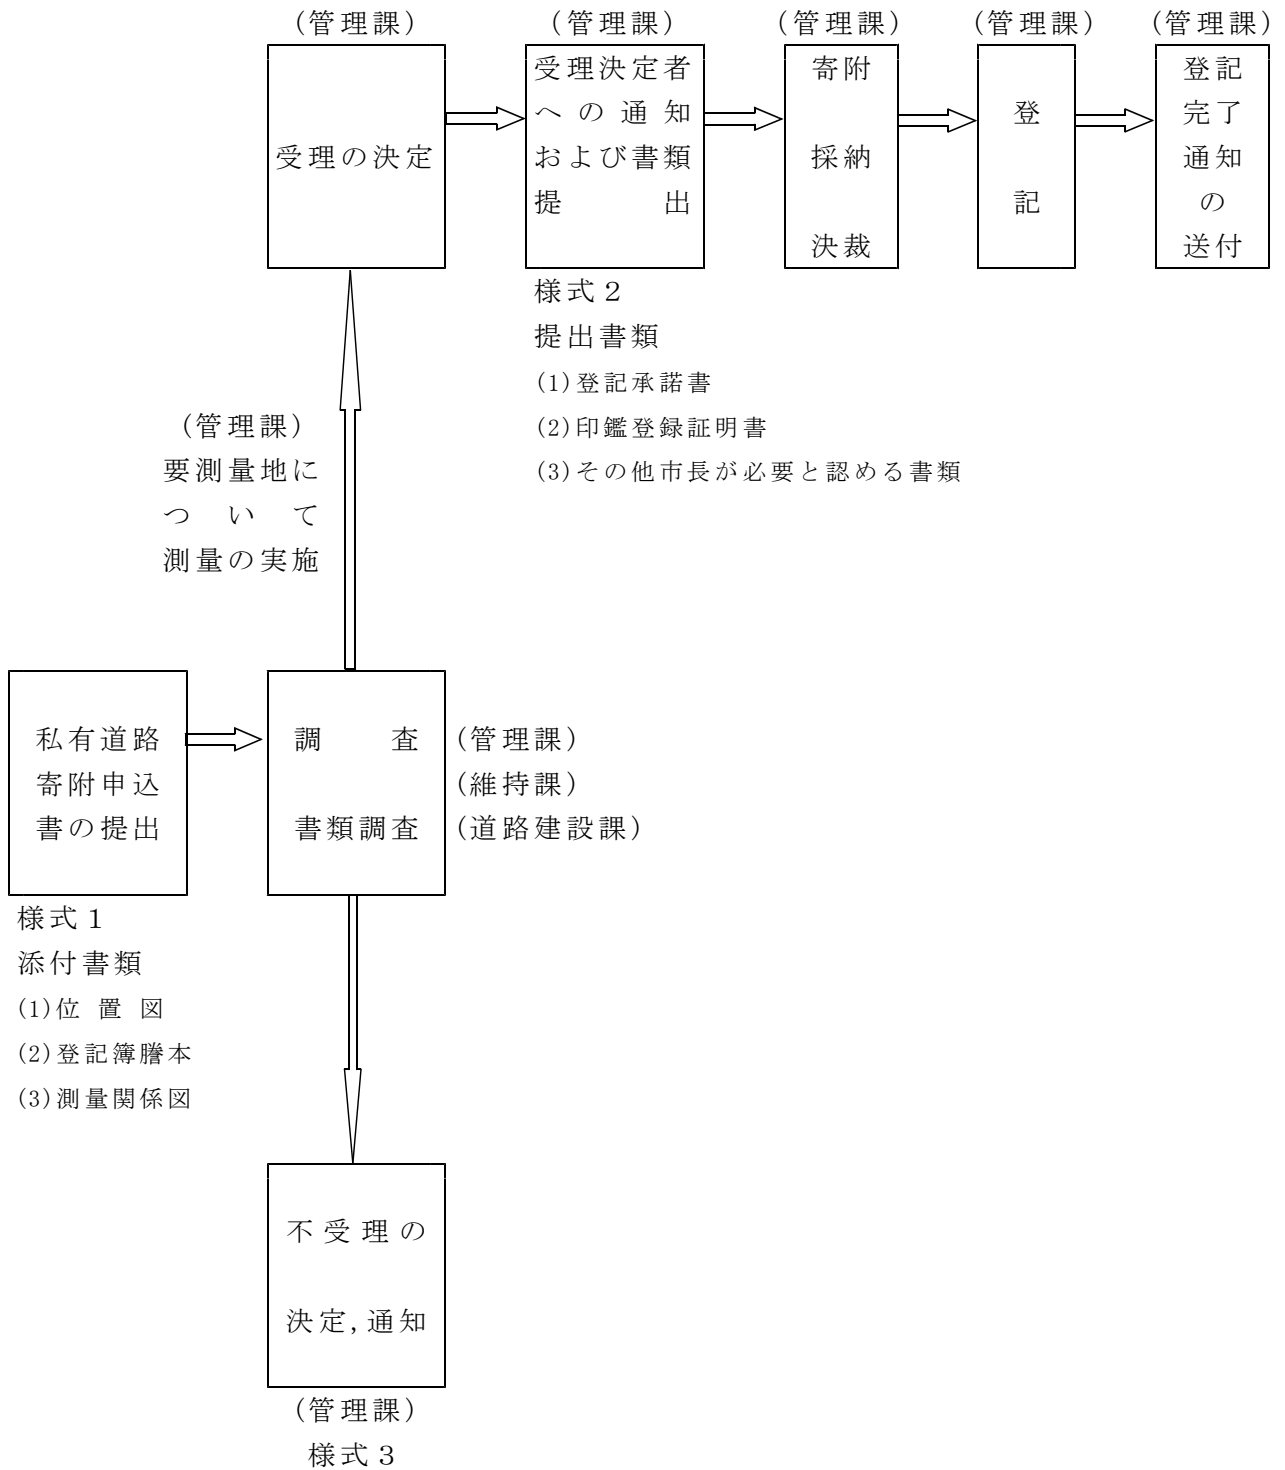 (管理課)
受理の決定
(管理課)
受理決定者
への通知
および書類
提出
様式2
提出書類
(1)登記承諾書
(2)印鑑登録証明書
(3)その他市長が必要と認める書類
(管理課)
寄附
採納
決裁
(管理課)
登
記
(管理課)
登記
完了
通知
の
送付
(管理課)
要測量地に
ついて
測量の実施
私有道路
寄附申込
書の提出
様式1
添付書類
(1)位置図
(2)登記簿謄本
(3)測量関係図
調査
書類調査
(管理課)
(維持課)
(道路建設課)
不受理の
決定,通知
(管理課)
様式3